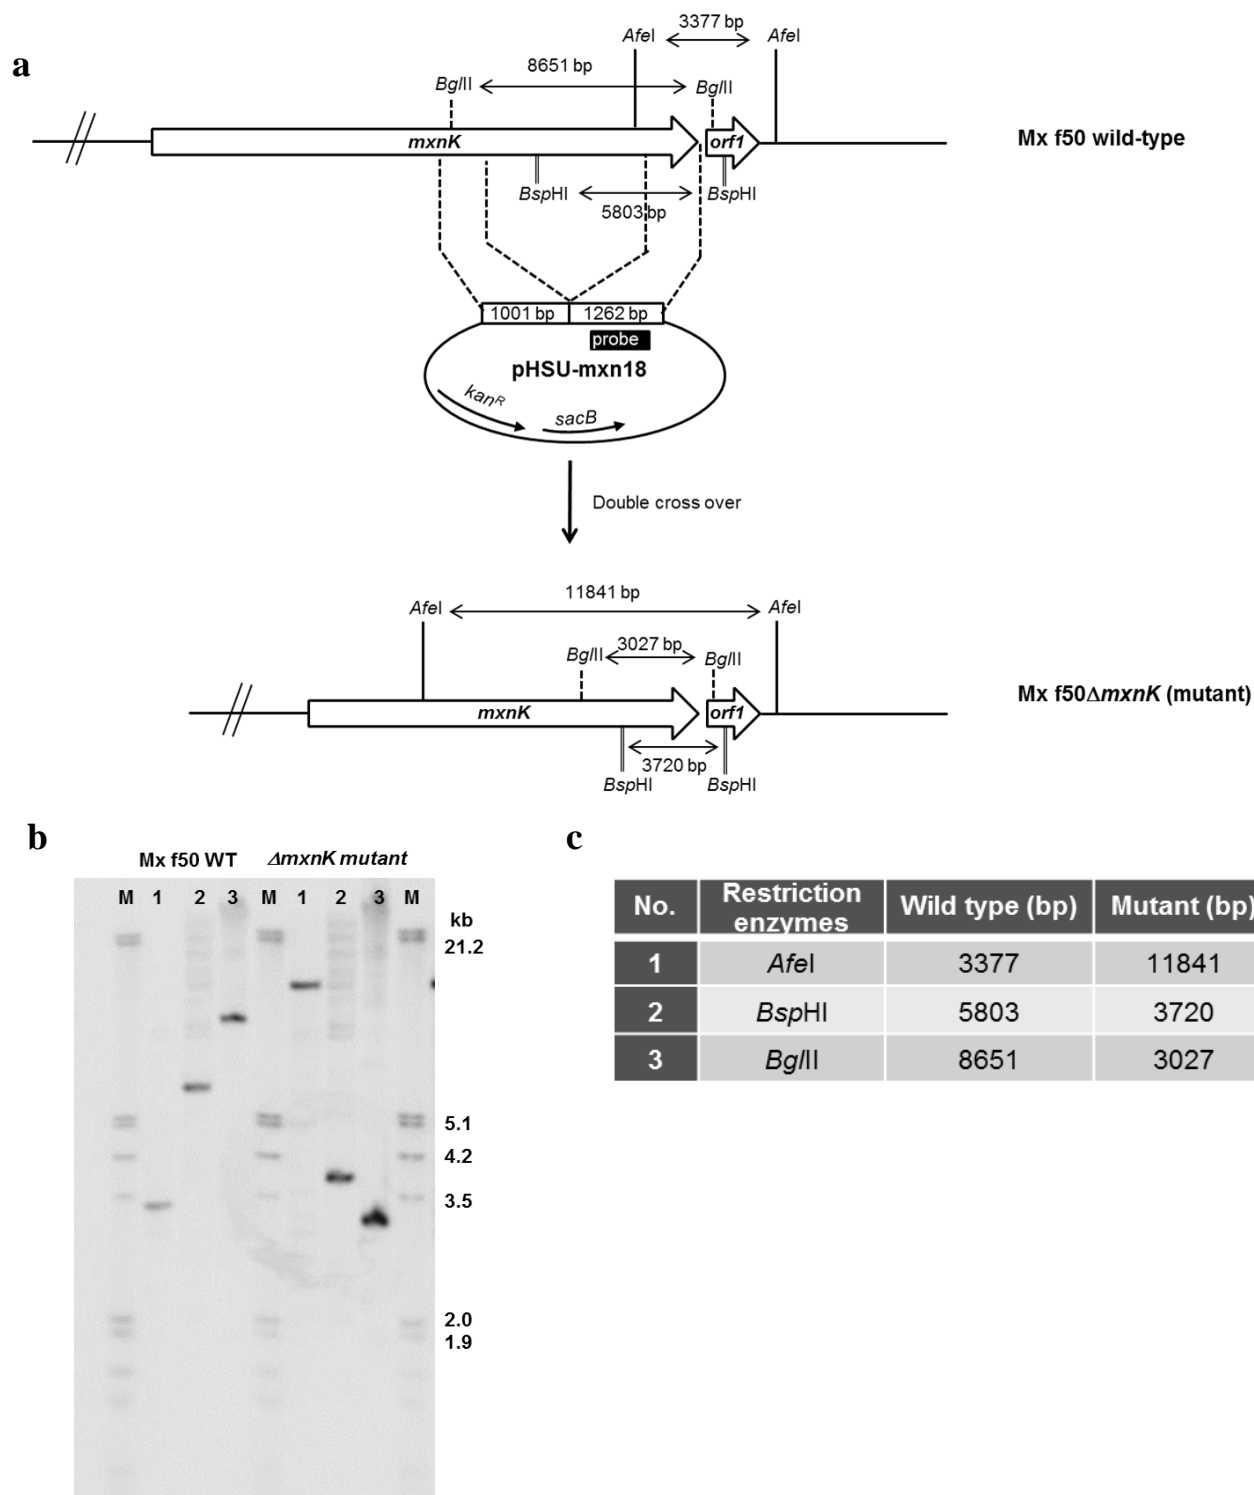 a
AfeI 3377 bp AfeI
BglII 8651 bp BglII
mxnK orf1 Mx f50 wild-type
BspHI 5803 bp BspHI
1001 bp 1262 bp
probe
pHSU-mxn18
kanR sacB
Double cross over
11841 bp
AfeI AfeI
BglII 3027 bp BglII
mxnK orf1 Mx f50ΔmxnK (mutant)
3720 bp
BspHI BspHI
b
Mx f50 WT ΔmxnK mutant
M 1 2 3 M 1 2 3 M
kb
21.2
5.1
4.2
3.5
2.0
1.9
c
No. Restriction enzymes Wild type (bp) Mutant (bp)
1 AfeI 3377 11841
2 BspHI 5803 3720
3 BglII 8651 3027